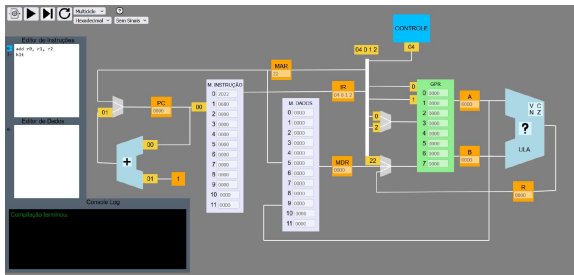 Multiciclo
Hexadecimal
Sem Sinais
Editor de Instruções
add r0, r1, r2
hlt
Editor de Dados
Console Log
Compilação terminou.
CONTROLE
04
04 0 1 2
MAR
PC
0000
01
00
00
01
1
+
M. INSTRUÇÃO
0 2022
1 0000
2 0000
3 0000
4 0000
5 0000
6 0000
7 0000
8 0000
9 0000
10 0000
11 0000
M. DADOS
0 0000
1 0000
2 0000
3 0000
4 0000
5 0000
6 0000
7 0000
8 0000
9 0000
10 0000
11 0000
IR
04 0 1 2
MDR
0000
0
1
0
2
22
GPR
0 0000
1 0000
2 0000
3 0000
4 0000
5 0000
6 0000
7 0000
A
0000
B
0000
V C
N Z
?
ULA
R
0000